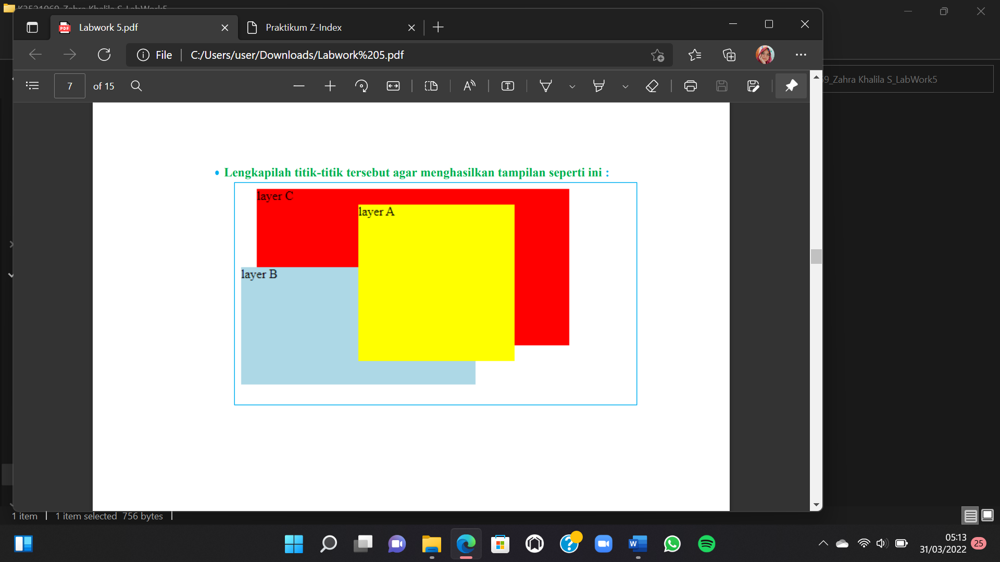 Labwork 5.pdf
Praktikum Z-Index
File
C:/Users/user/Downloads/Labwork%205.pdf
7 of 15
9_Zahra Khalila S_LabWork5
• Lengkapilah titik-titik tersebut agar menghasilkan tampilan seperti ini :
layer C
layer A
layer B
1 item
1 item selected 756 bytes
05:13
31/03/2022
25